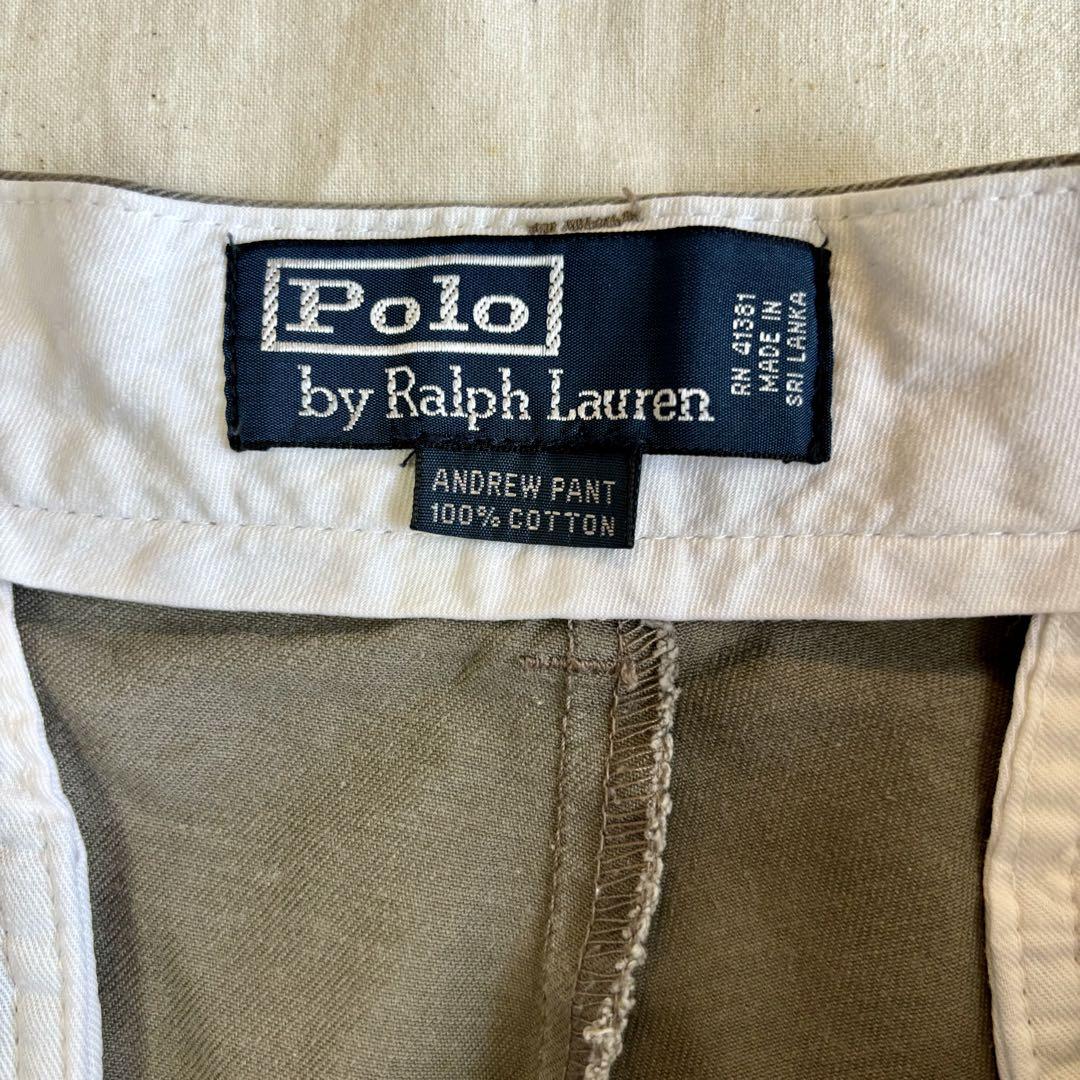 Polo
by Ralph Lauren
RN 41381
MADE IN
SRI LANKA
ANDREW PANT
100% COTTON